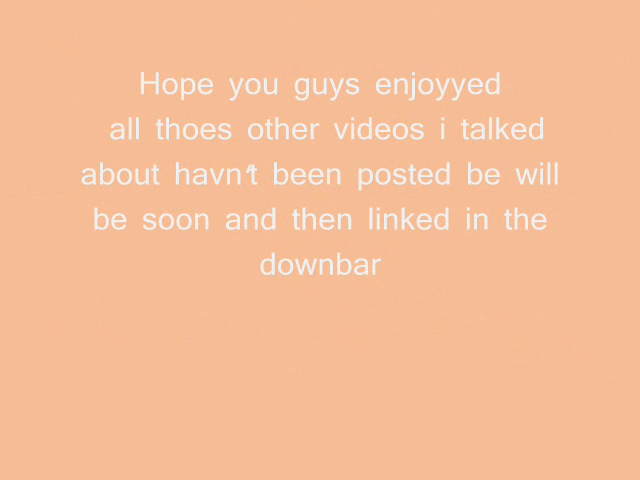 Hope you guys enjoyyed
all thoes other videos i talked
about havn't been posted be will
be soon and then linked in the
downbar